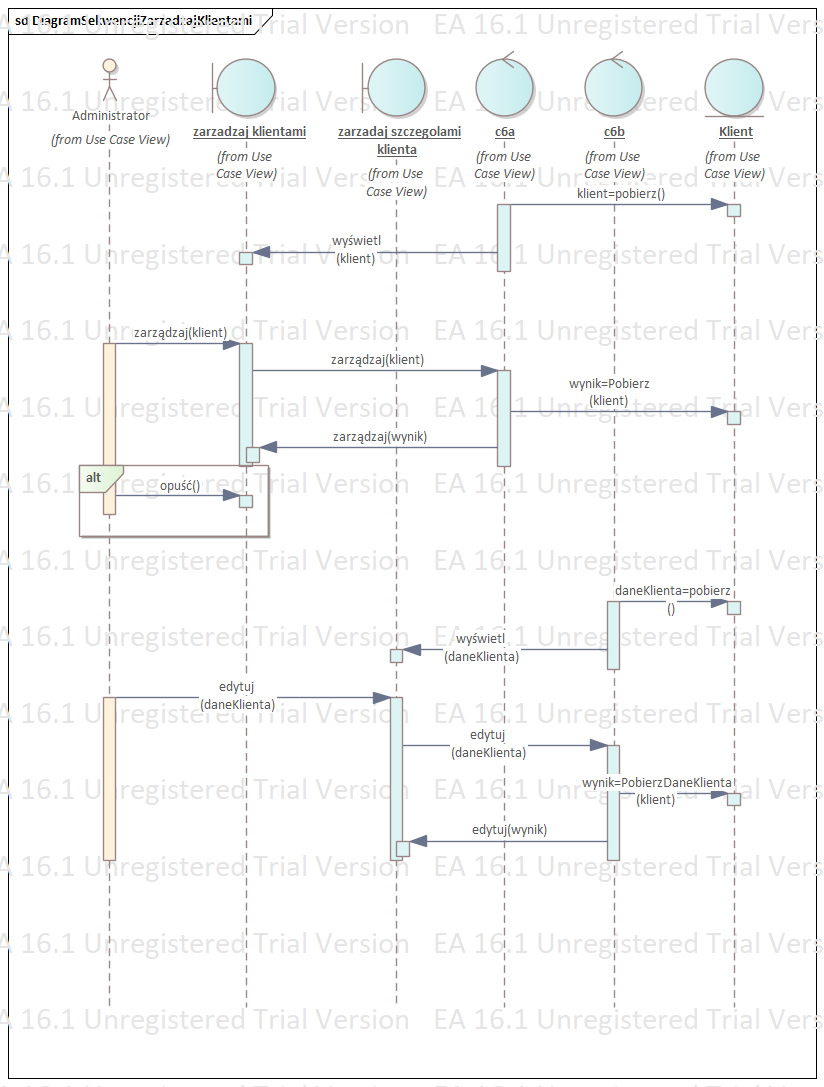 sd DiagramSekwencjiZarzadzajKlientami
EA 16.1 Unregistered Trial Version EA 16.1 Unregistered Trial Vers
Administrator
(from Use Case View)
zarzadzaj klientami
(from Use
Case View)
zarzadaj szczegolami
klienta
(from Use
Case View)
c6a
(from Use
Case View)
c6b
(from Use
Case View)
Klient
(from Use
Case View)
klient=pobierz()
wyświetl
(klient)
zarządzaj(klient)
zarządzaj(klient)
wynik=Pobierz
(klient)
zarządzaj(wynik)
alt
opuść()
daneKlienta=pobierz
()
wyświetl
(daneKlienta)
edytuj
(daneKlienta)
edytuj
(daneKlienta)
wynik=PobierzDaneKlienta
(klient)
edytuj(wynik)